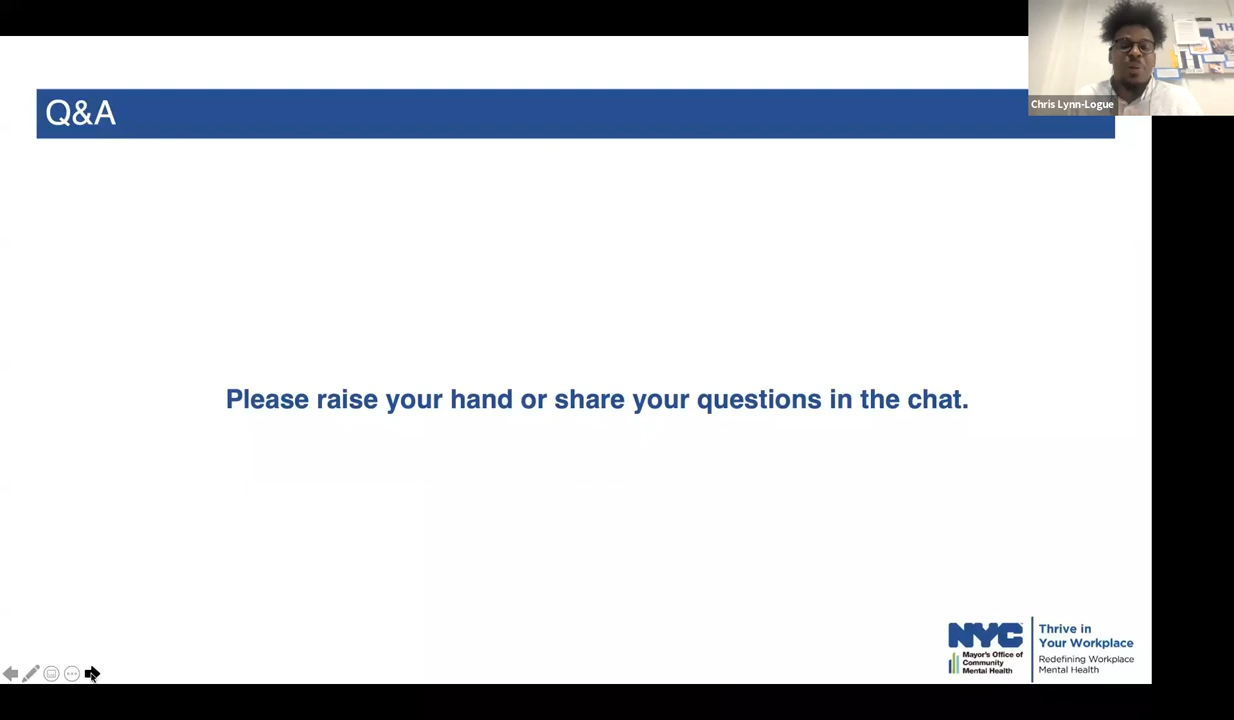 Q&A
TH
Chris Lynn-Logue
Please raise your hand or share your questions in the chat.
NYC
Mayor's Office of
Community
Mental Health
Thrive in
Your Workplace
Redefining Workplace
Mental Health